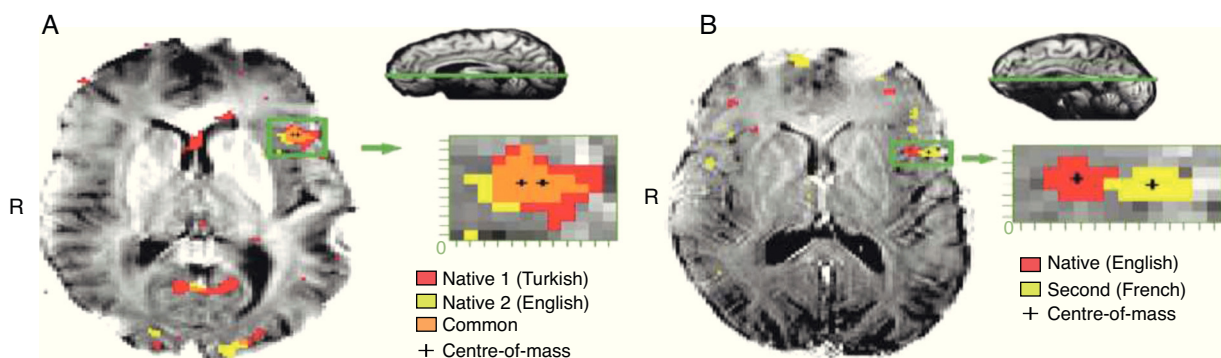 A
R
0
Native 1 (Turkish)
Native 2 (English)
Common
Centre-of-mass
B
R
0
Native (English)
Second (French)
Centre-of-mass